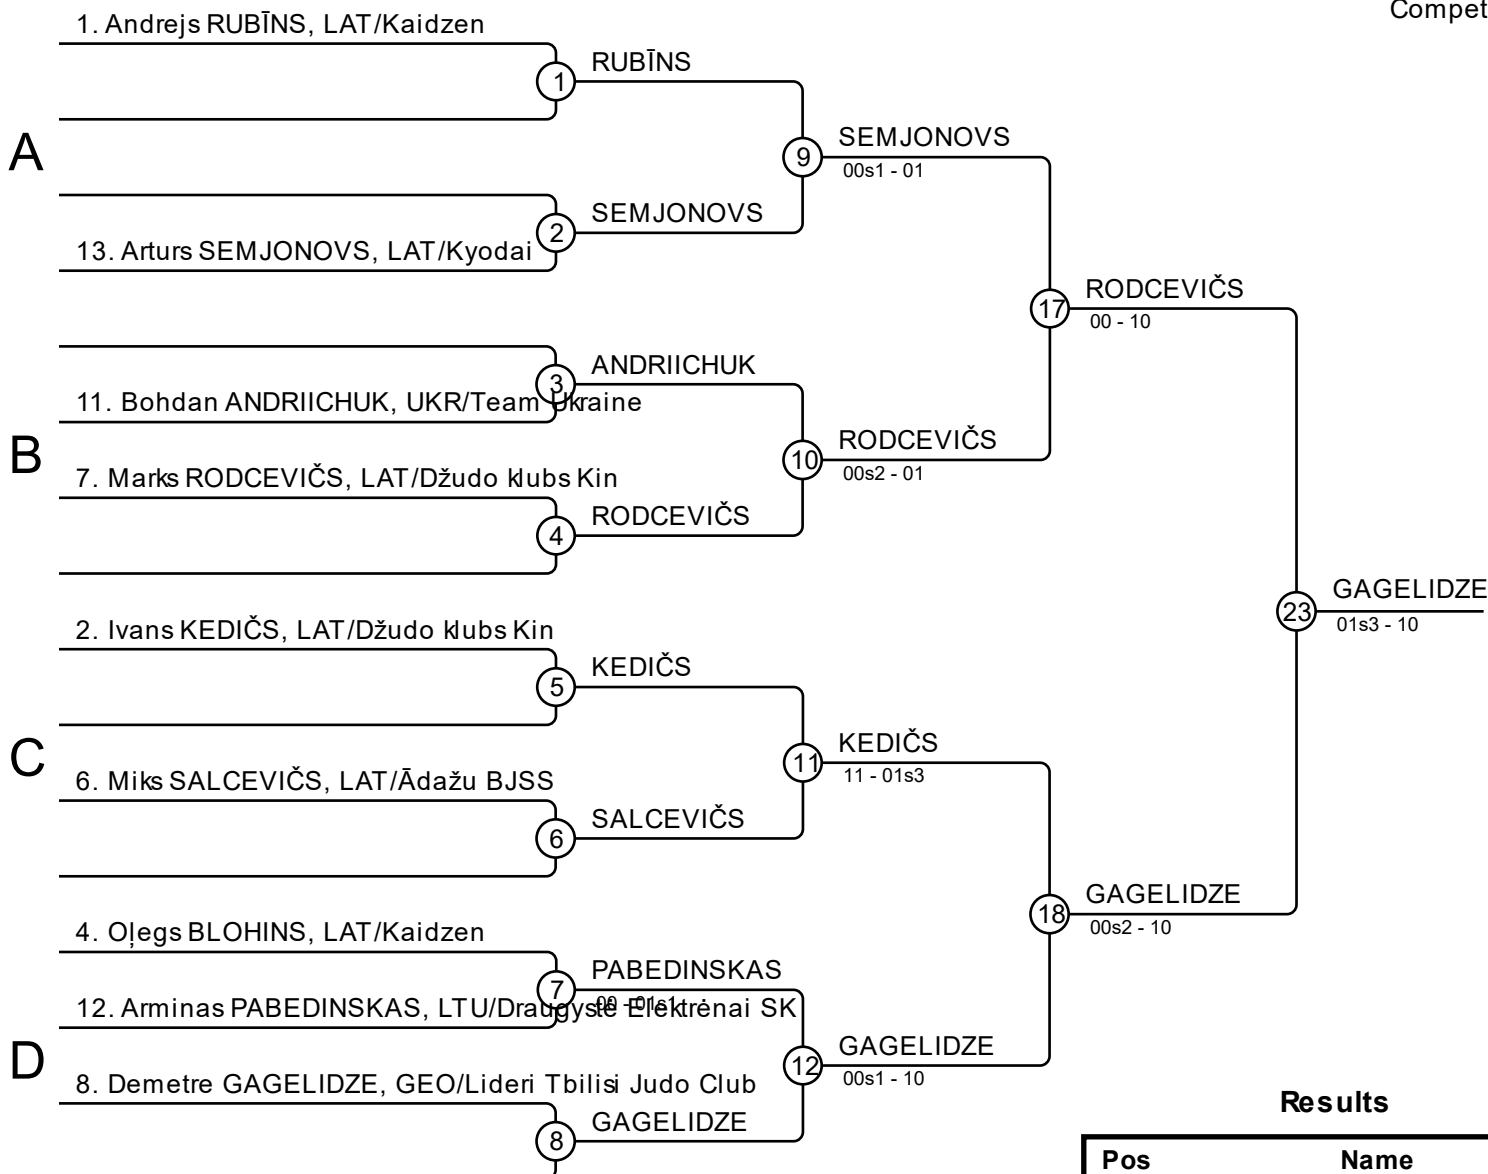 Compet
1. Andrejs RUBĪNS, LAT/Kaidzen
RUBĪNS
1
SEMJONOVS
A
9
00s1 - 01
SEMJONOVS
2
13. Arturs SEMJONOVS, LAT/Kyodai
RODCEVIČS
17
00 - 10
ANDRIICHUK
3
11. Bohdan ANDRIICHUK, UKR/Team Ukraine
RODCEVIČS
B
10
00s2 - 01
7. Marks RODCEVIČS, LAT/Džudo klubs Kin
RODCEVIČS
4
GAGELIDZE
23
01s3 - 10
2. Ivans KEDIČS, LAT/Džudo klubs Kin
KEDIČS
5
KEDIČS
C
11
11 - 01s3
6. Miks SALCEVIČS, LAT/Ādažu BJSS
SALCEVIČS
6
GAGELIDZE
18
00s2 - 10
4. Oļegs BLOHINS, LAT/Kaidzen
PABEDINSKAS
7
00 - 01s1
12. Arminas PABEDINSKAS, LTU/Draugystė Elektrėnai SK
GAGELIDZE
D
12
00s1 - 10
8. Demetre GAGELIDZE, GEO/Lideri Tbilisi Judo Club
GAGELIDZE
8
Results
Pos Name